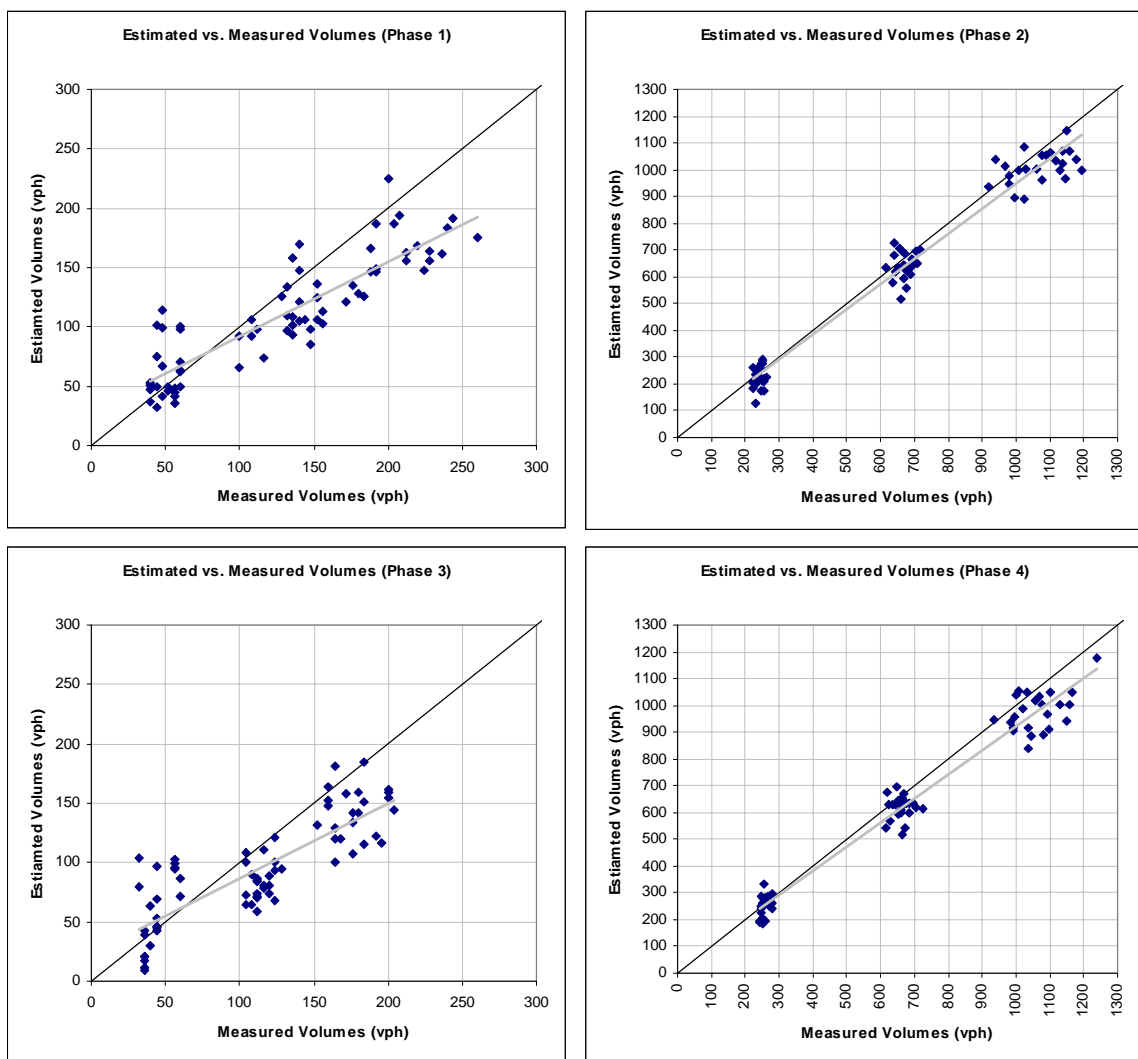 Estimated vs. Measured Volumes (Phase 1)
300
250
200
150
100
50
0
0 50 100 150 200 250 300
Estiamted Volumes (vph)
Measured Volumes (vph)
Estimated vs. Measured Volumes (Phase 2)
1300
1200
1100
1000
900
800
700
600
500
400
300
200
100
0
0 100 200 300 400 500 600 700 800 900 1000 1100 1200 1300
Estiamted Volumes (vph)
Measured Volumes (vph)
Estimated vs. Measured Volumes (Phase 3)
300
250
200
150
100
50
0
0 50 100 150 200 250 300
Estiamted Volumes (vph)
Measured Volumes (vph)
Estimated vs. Measured Volumes (Phase 4)
1300
1200
1100
1000
900
800
700
600
500
400
300
200
100
0
0 100 200 300 400 500 600 700 800 900 1000 1100 1200 1300
Estiamted Volumes (vph)
Measured Volumes (vph)